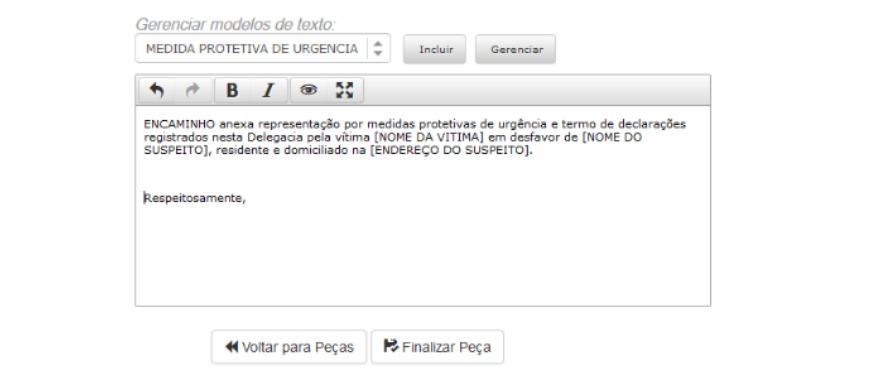 Gerenciar modelos de texto:
MEDIDA PROTETIVA DE URGENCIA
Incluir
Gerenciar
B I
ENCAMINHO anexa representação por medidas protetivas de urgência e termo de declarações
registrados nesta Delegacia pela vítima [NOME DA VITIMA] em desfavor de [NOME DO
SUSPEITO], residente e domiciliado na [ENDEREÇO DO SUSPEITO].
Respeitosamente,
Voltar para Peças
Finalizar Peça